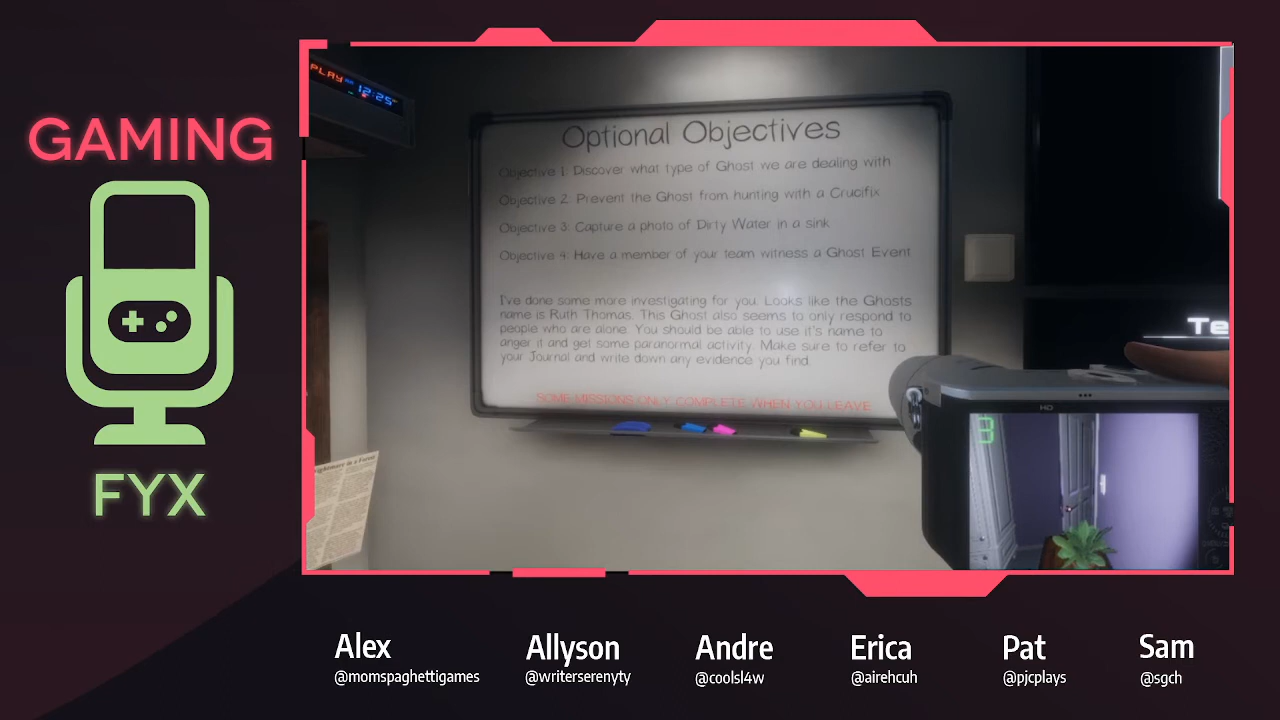 GAMING
FYX
PLAY
12:25
Optional Objectives
Objective 1: Discover what type of Ghost we are dealing with
Objective 2: Prevent the Ghost from hunting with a Crucifix
Objective 3: Capture a photo of Dirty Water in a sink
Objective 4: Have a member of your team witness a Ghost Event
I've done some more investigating for you. Looks like the Ghosts
name is Ruth Thomas. This Ghost also seems to only respond to
people who are alone. You should be able to use it's name to
anger it and get some paranormal activity. Make sure to refer to
your Journal and write down any evidence you find.
SOME MISSIONS ONLY COMPLETE WHEN YOU LEAVE
Te
HD
3
Alex
@momspaghettigames
Allyson
@writerserenyty
Andre
@coolsl4w
Erica
@airehcuh
Pat
@pjcplays
Sam
@sgch